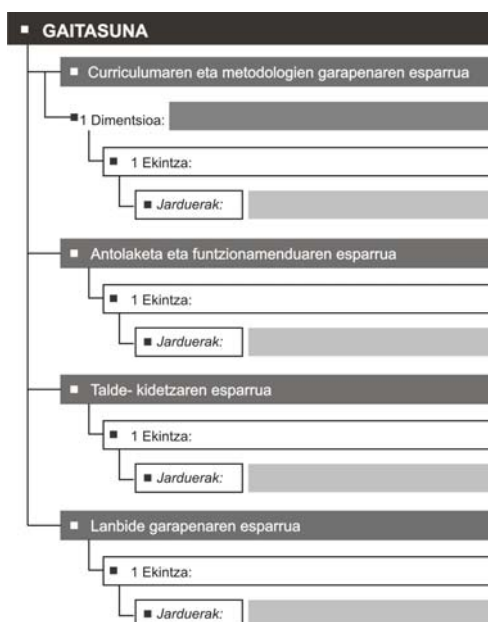 GAITASUNA
Curriculumaren eta metodologien garapenaren esparrua
1 Dimentsioa:
1 Ekintza:
Jarduerak:
Antolaketa eta funtzionamenduaren esparrua
1 Ekintza:
Jarduerak:
Talde- kidetzaren esparrua
1 Ekintza:
Jarduerak:
Lanbide garapenaren esparrua
1 Ekintza:
Jarduerak: